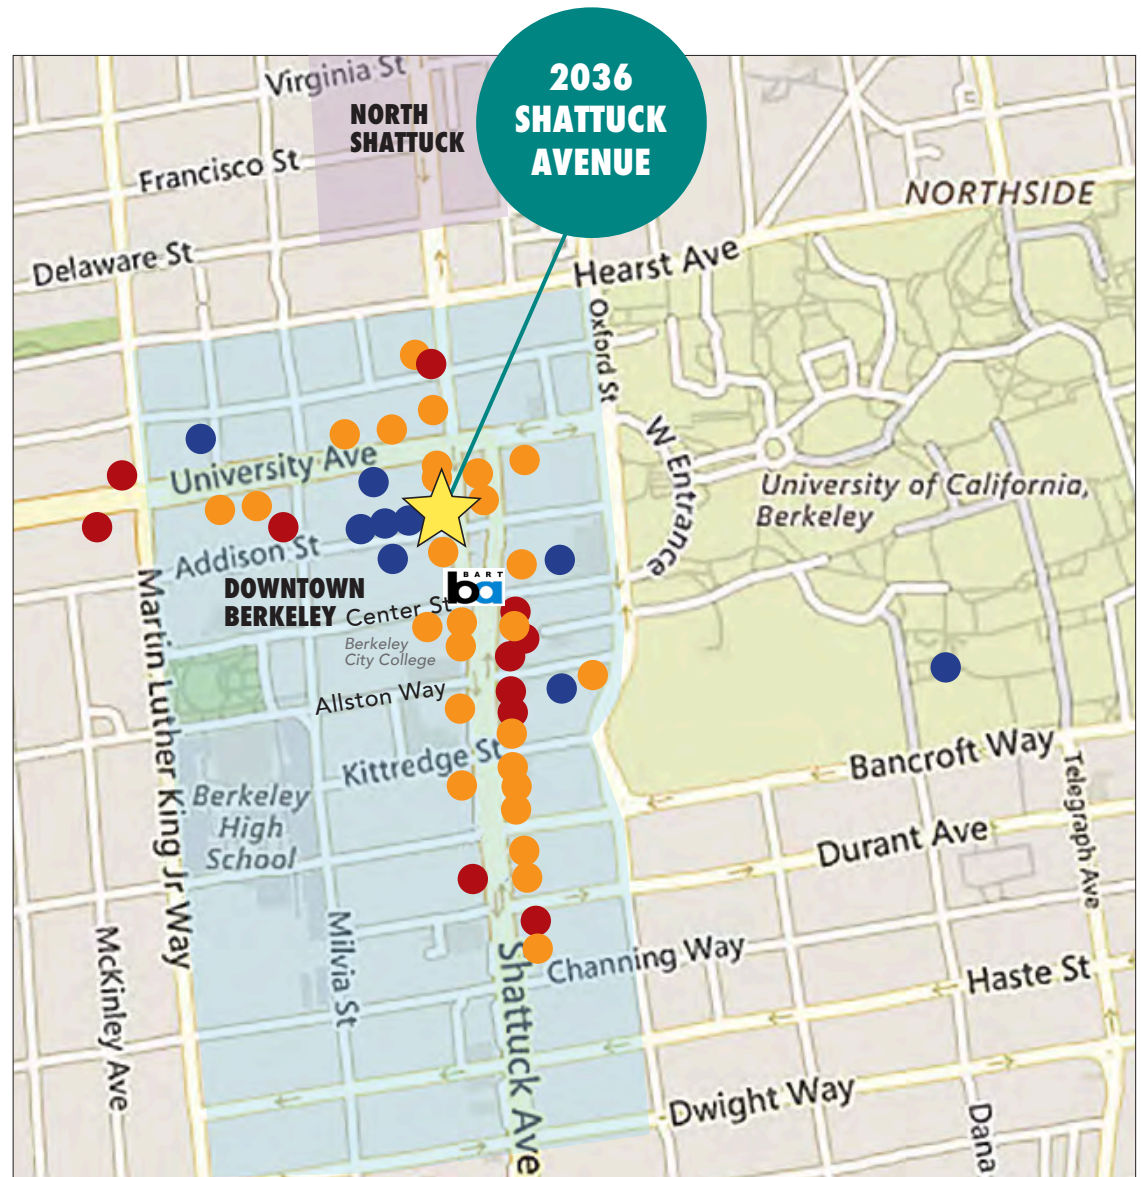 2036
SHATTUCK
AVENUE
Virginia St
NORTH
SHATTUCK
Francisco St
NORTHSIDE
Delaware St
Hearst Ave
Oxford St
W Entrance
University Ave
University of California,
Berkeley
Addison St
DOWNTOWN
BERKELEY
BART
ba
Center St
Berkeley
City College
Martin Luther King Jr Way
Allston Way
Kittredge St
Bancroft Way
Berkeley
High
School
Telegraph Ave
Durant Ave
McKinley Ave
Milvia St
Shattuck Ave
Channing Way
Haste St
Dwight Way
Dana